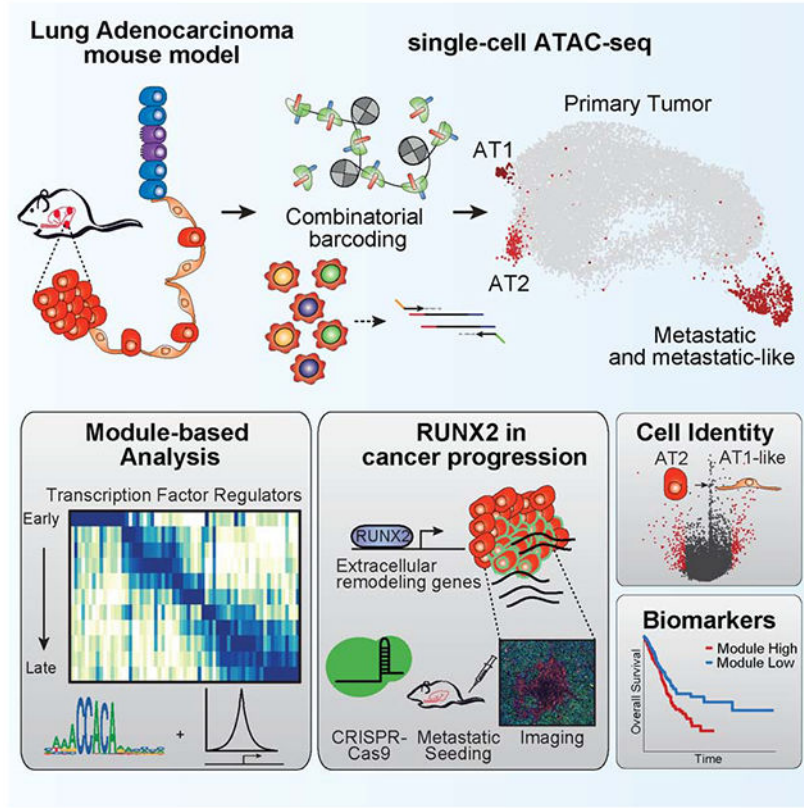 Lung Adenocarcinoma
mouse model
single-cell ATAC-seq
Primary Tumor
AT1
AT2
Combinatorial
barcoding
Metastatic
and metastatic-like
Module-based
Analysis
Transcription Factor Regulators
Early
Late
AAACCACA
+
RUNX2 in
cancer progression
RUNX2
Extracellular
remodeling genes
CRISPR-
Cas9
Metastatic
Seeding
Imaging
Cell Identity
AT2
AT1-like
Biomarkers
Module High
Module Low
Overall Survival
Time